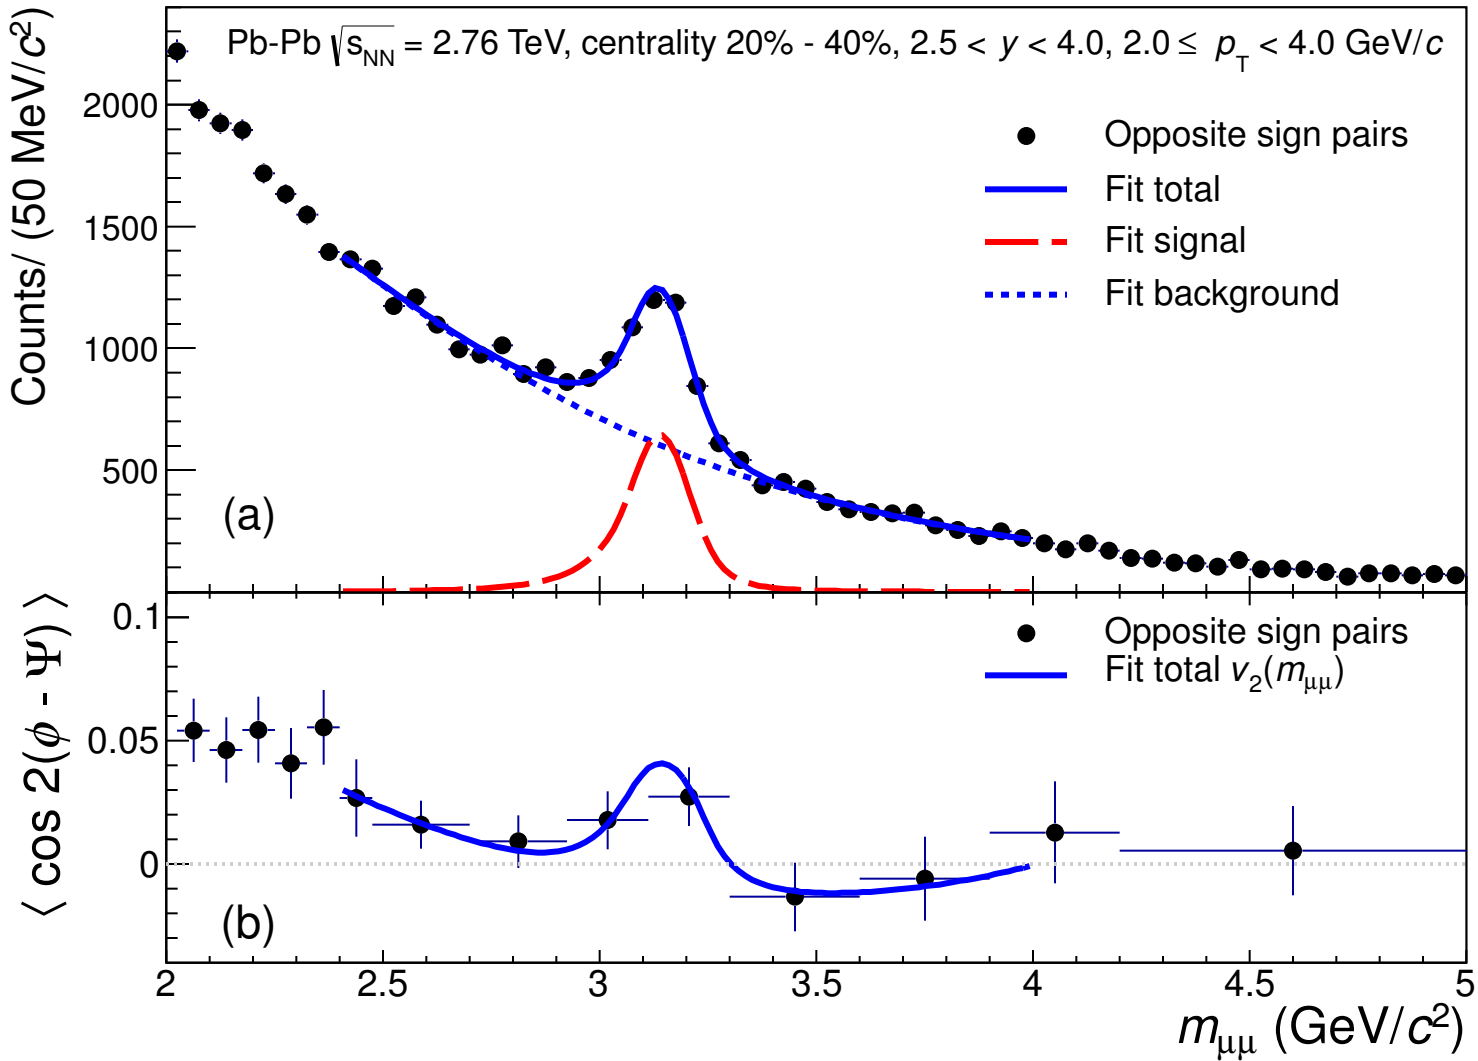 Pb-Pb √s_NN = 2.76 TeV, centrality 20% - 40%, 2.5 < y < 4.0, 2.0 ≤ p_T < 4.0 GeV/c
Counts/ (50 MeV/c²)
2000
1500
1000
500
Opposite sign pairs
Fit total
Fit signal
Fit background
(a)
⟨ cos 2(ϕ - Ψ) ⟩
0.1
0.05
0
Opposite sign pairs
Fit total v₂(m_μμ)
(b)
2 2.5 3 3.5 4 4.5 5
m_μμ (GeV/c²)